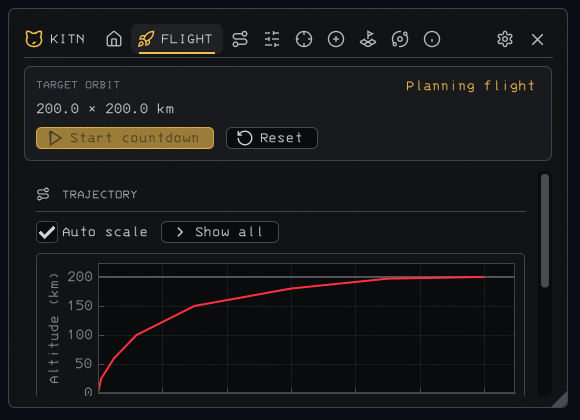 KITN FLIGHT
TARGET ORBIT
Planning flight
200.0 × 200.0 km
Start countdown Reset
TRAJECTORY
Auto scale Show all
Altitude (km)
200
150
100
50
0